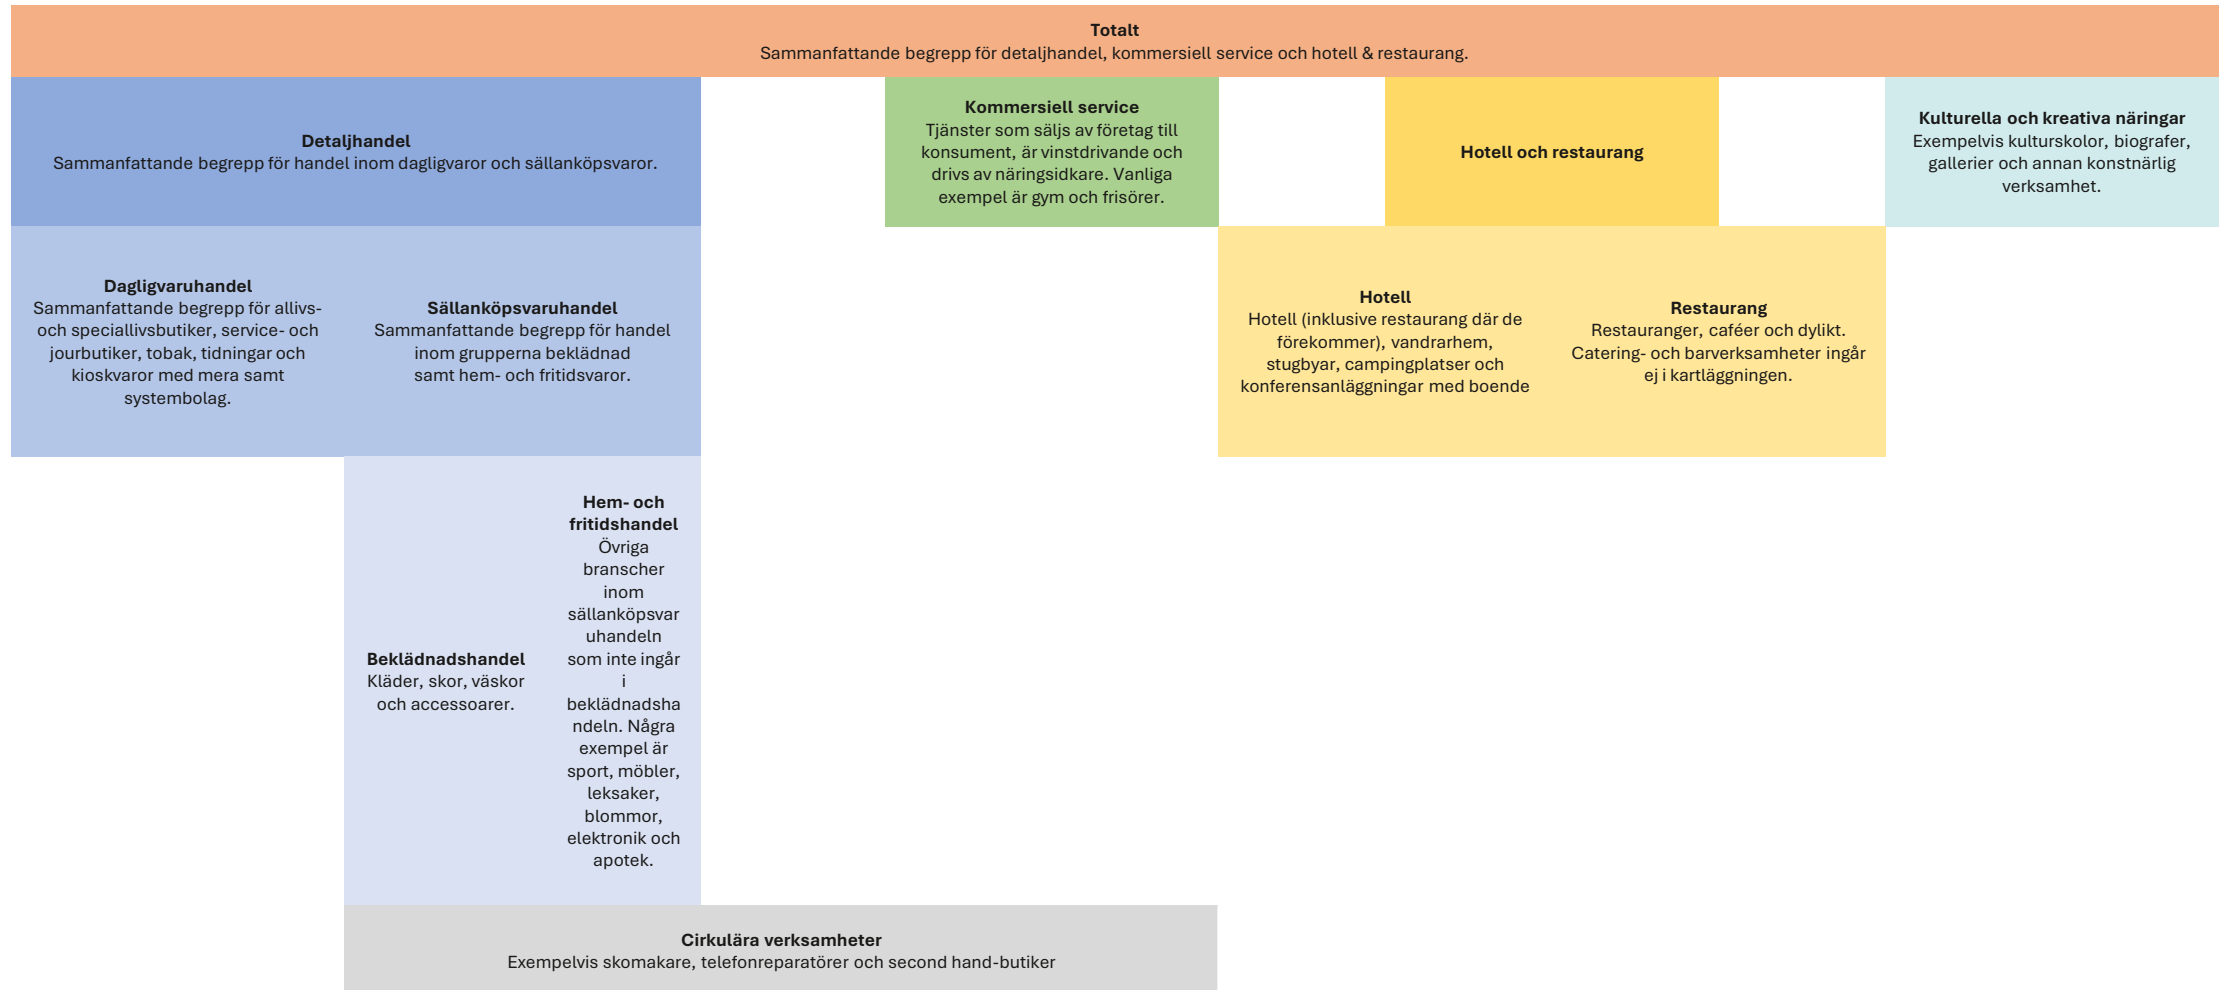 Totalt
Sammanfattande begrepp för detaljhandel, kommersiell service och hotell & restaurang.
Detaljhandel
Sammanfattande begrepp för handel inom dagligvaror och sällanköpsvaror.
Kommersiell service
Tjänster som säljs av företag till
konsument, är vinstdrivande och
drivs av näringsidkare. Vanliga
exempel är gym och frisörer.
Hotell och restaurang
Kulturella och kreativa näringar
Exempelvis kulturskolor, biografer,
gallerier och annan konstnärlig
verksamhet.
Dagligvaruhandel
Sammanfattande begrepp för allivs-
och speciallivsbutiker, service- och
jourbutiker, tobak, tidningar och
kioskvaror med mera samt
systembolag.
Sällanköpsvaruhandel
Sammanfattande begrepp för handel
inom grupperna beklädnad
samt hem- och fritidsvaror.
Hotell
Hotell (inklusive restaurang där de
förekommer), vandrarhem,
stugbyar, campingplatser och
konferensanläggningar med boende
Restaurang
Restauranger, caféer och dylikt.
Catering- och barverksamheter ingår
ej i kartläggningen.
Beklädnadshandel
Kläder, skor, väskor
och accessoarer.
Hem- och
fritidshandel
Övriga
branscher
inom
sällanköpsvar
uhandeln
som inte ingår
i
beklädnadsha
ndeln. Några
exempel är
sport, möbler,
leksaker,
blommor,
elektronik och
apotek.
Cirkulära verksamheter
Exempelvis skomakare, telefonreparatörer och second hand-butiker